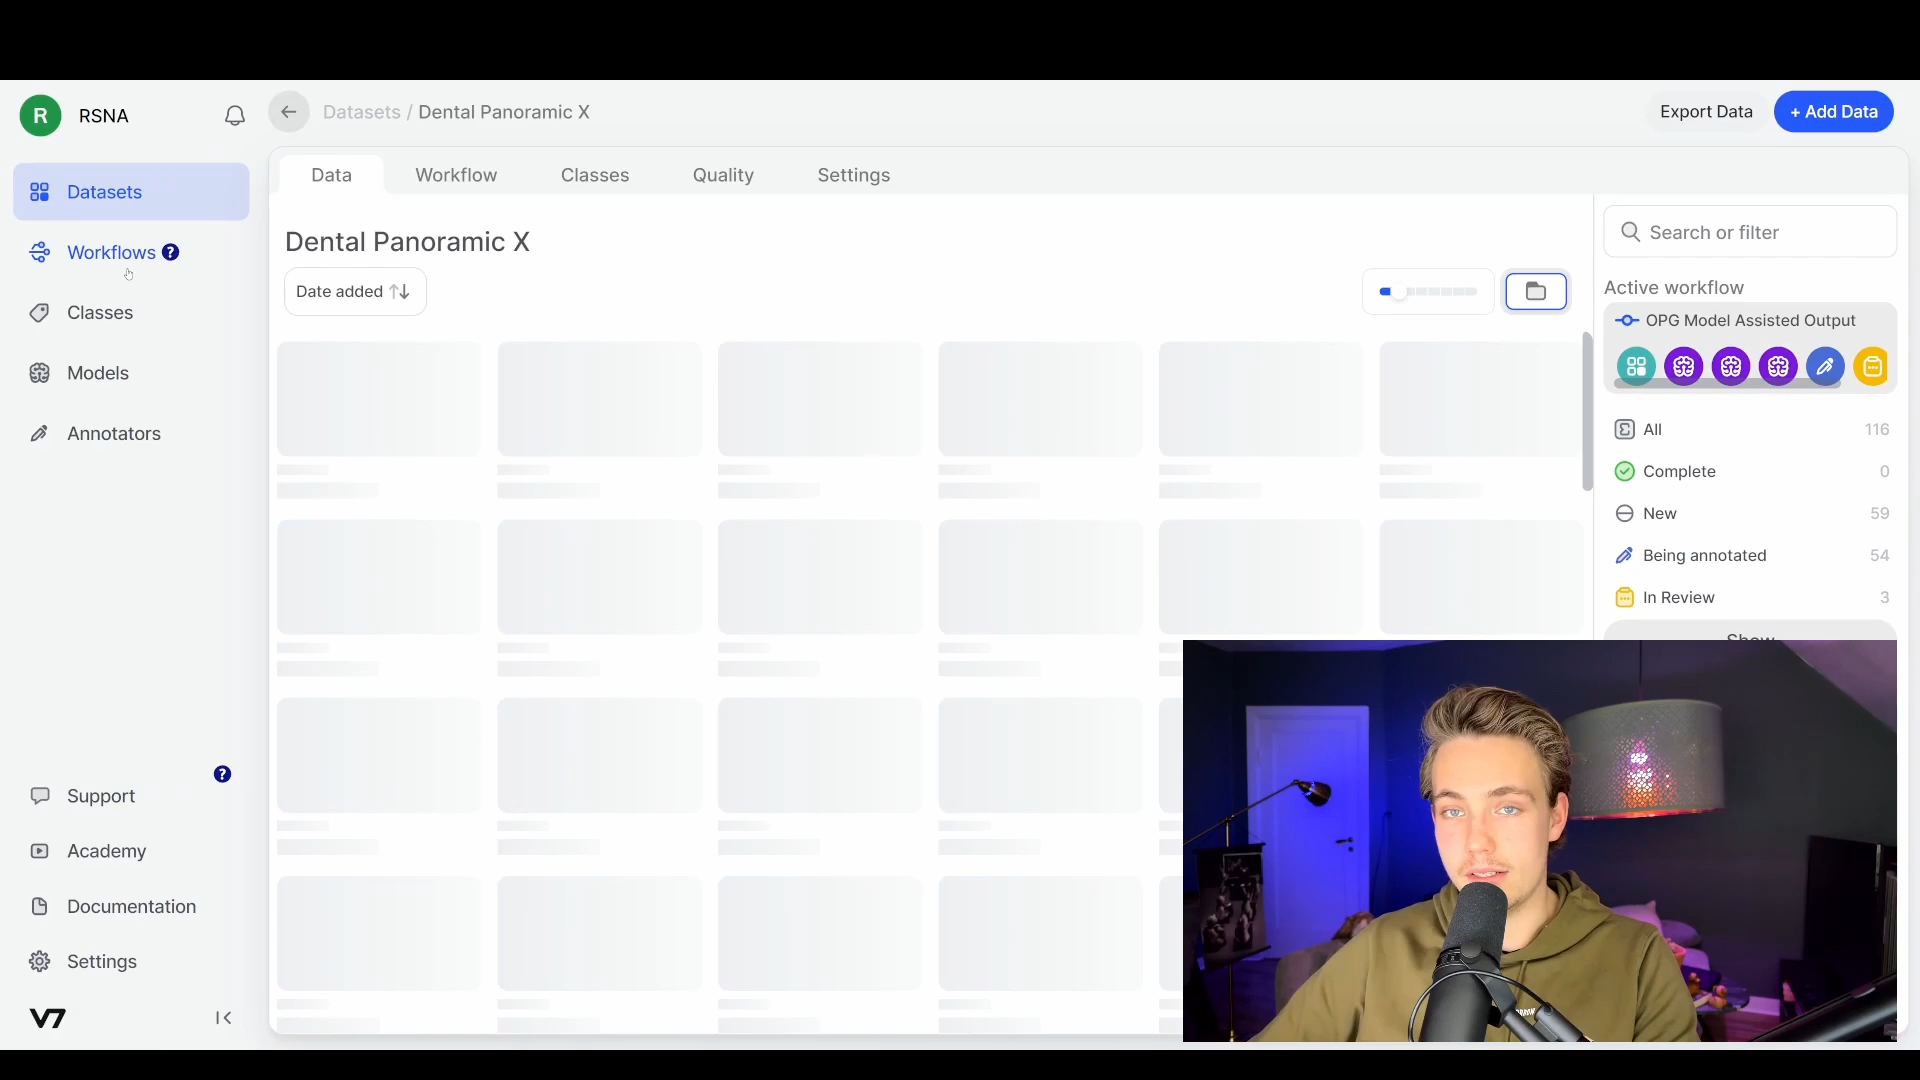 R RSNA
Datasets
Workflows ?
Classes
Models
Annotators
?
Support
Academy
Documentation
Settings
V7
Datasets / Dental Panoramic X
Export Data
+ Add Data
Data
Workflow
Classes
Quality
Settings
Dental Panoramic X
Date added
Search or filter
Active workflow
OPG Model Assisted Output
All 116
Complete 0
New 59
Being annotated 54
In Review 3
Show